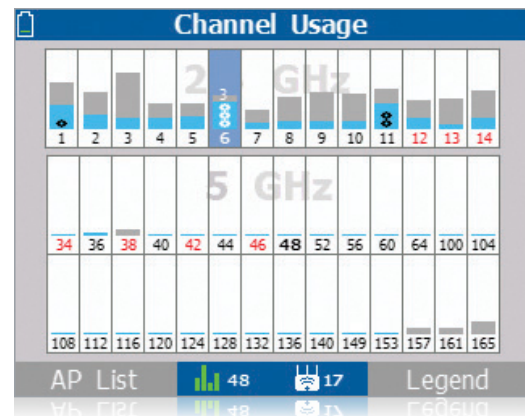 Channel Usage
2.4 GHz
3
1 2 3 4 5 6 7 8 9 10 11 12 13 14
5 GHz
34 36 38 40 42 44 46 48 52 56 60 64 100 104
108 112 116 120 124 128 132 136 140 149 153 157 161 165
AP List 48 17 Legend